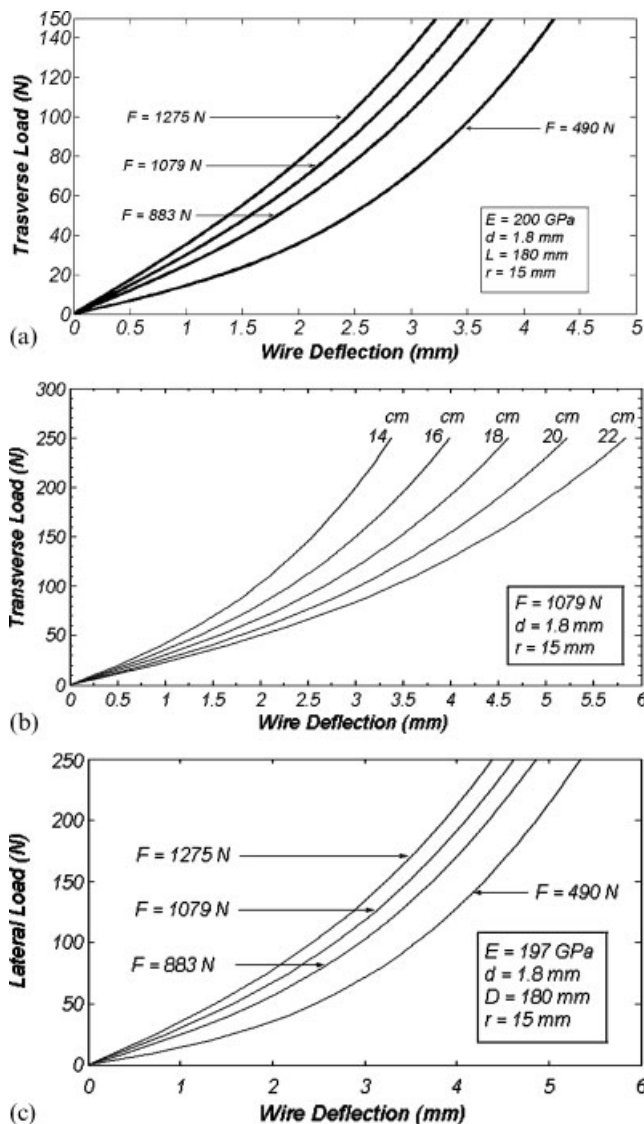 150
140
120
100
80
60
40
20
0
Trasverse Load (N)
F = 1275 N
F = 1079 N
F = 883 N
F = 490 N
E = 200 GPa
d = 1.8 mm
L = 180 mm
r = 15 mm
0 0.5 1 1.5 2 2.5 3 3.5 4 4.5 5
Wire Deflection (mm)
(a)
300
250
200
150
100
50
0
Transverse Load (N)
cm cm cm cm cm
14 16 18 20 22
F = 1079 N
d = 1.8 mm
r = 15 mm
0 0.5 1 1.5 2 2.5 3 3.5 4 4.5 5 5.5 6
Wire Deflection (mm)
(b)
250
200
150
100
50
0
Lateral Load (N)
F = 1275 N
F = 1079 N
F = 883 N
F = 490 N
E = 197 GPa
d = 1.8 mm
D = 180 mm
r = 15 mm
0 1 2 3 4 5 6
Wire Deflection (mm)
(c)